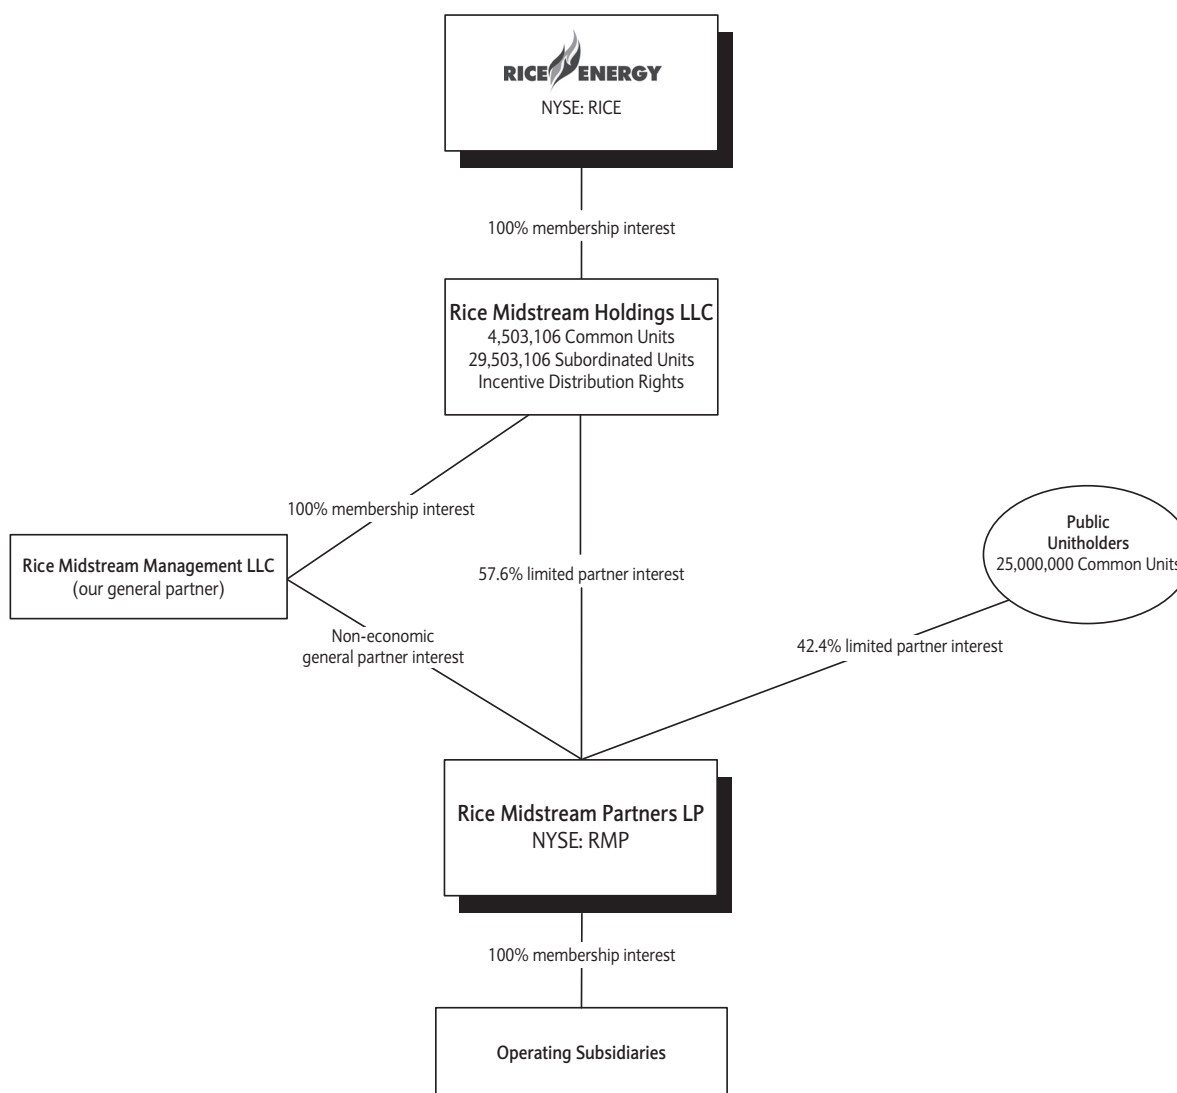 RICE ENERGY
NYSE: RICE
100% membership interest
Rice Midstream Holdings LLC
4,503,106 Common Units
29,503,106 Subordinated Units
Incentive Distribution Rights
100% membership interest
Public
Unitholders
25,000,000 Common Units
Rice Midstream Management LLC
(our general partner)
57.6% limited partner interest
Non-economic
general partner interest
42.4% limited partner interest
Rice Midstream Partners LP
NYSE: RMP
100% membership interest
Operating Subsidiaries